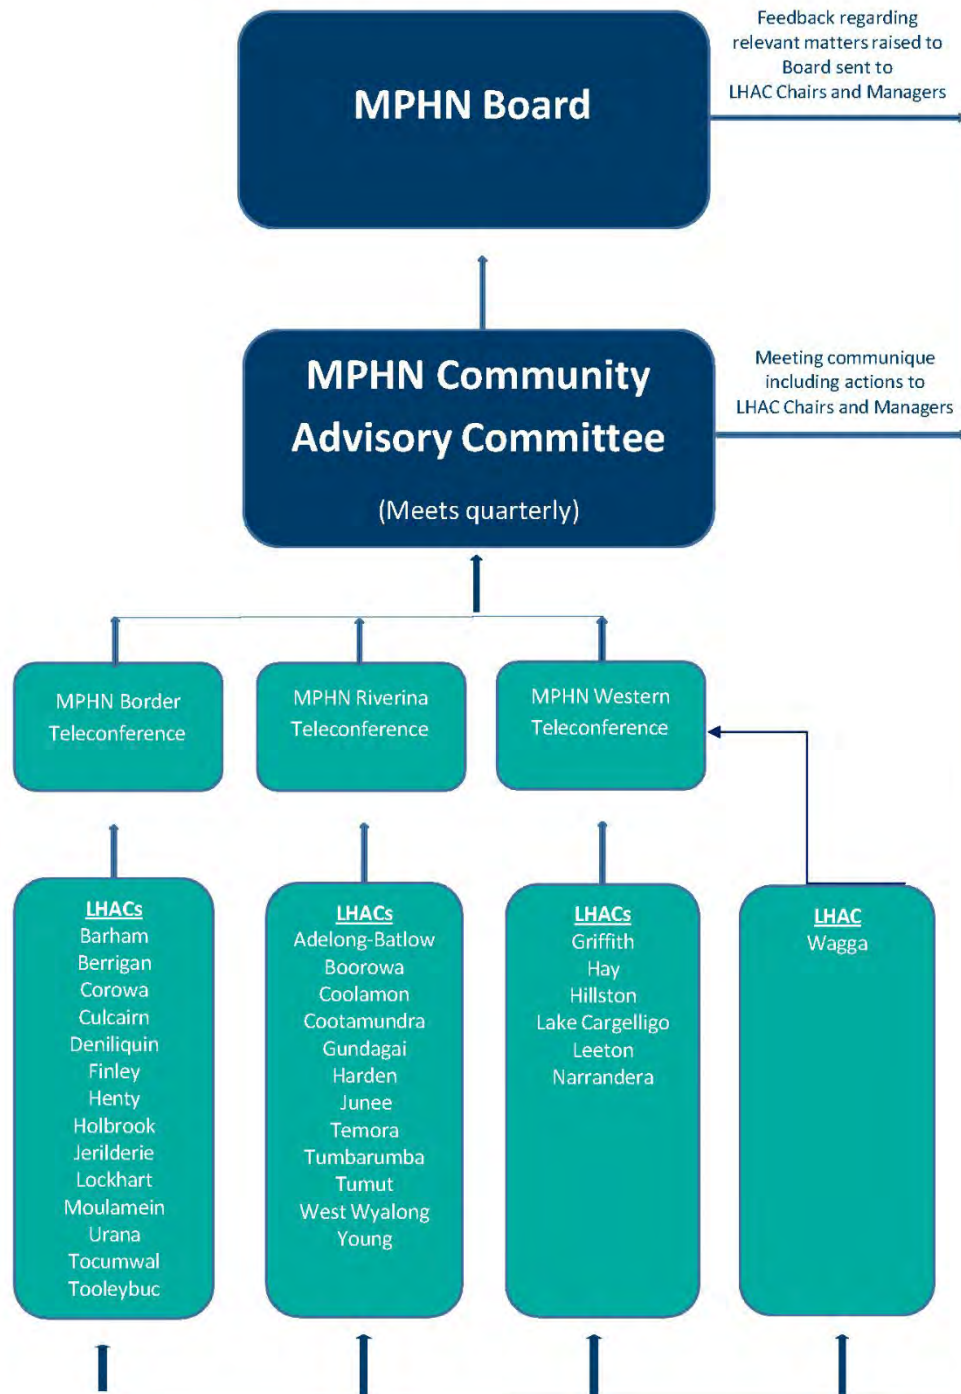 MPHN Board
Feedback regarding
relevant matters raised to
Board sent to
LHAC Chairs and Managers
MPHN Community
Advisory Committee
(Meets quarterly)
Meeting communique
including actions to
LHAC Chairs and Managers
MPHN Border
Teleconference
MPHN Riverina
Teleconference
MPHN Western
Teleconference
LHACs
Barham
Berrigan
Corowa
Culcairn
Deniliquin
Finley
Henty
Holbrook
Jerilderie
Lockhart
Moulamein
Urana
Tocumwal
Tooleybuc
LHACs
Adelong-Batlow
Boorowa
Coolamon
Cootamundra
Gundagai
Harden
Junee
Temora
Tumbarumba
Tumut
West Wyalong
Young
LHACs
Griffith
Hay
Hillston
Lake Cargelligo
Leeton
Narrandera
LHAC
Wagga